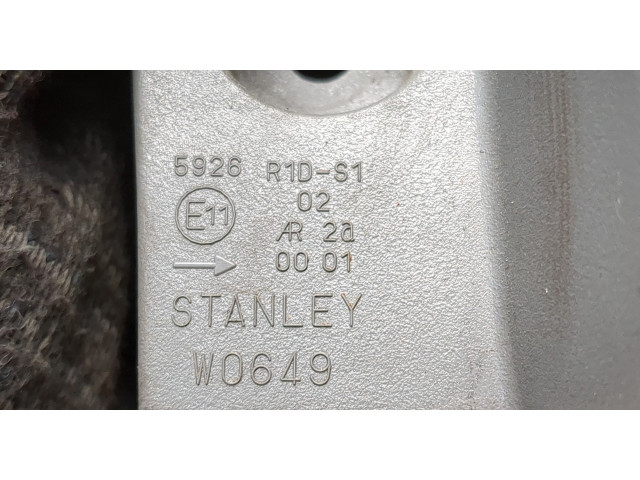 5926 R1D-S1
E11 02
AR 2a
→ 00 01
STANLEY
W0649